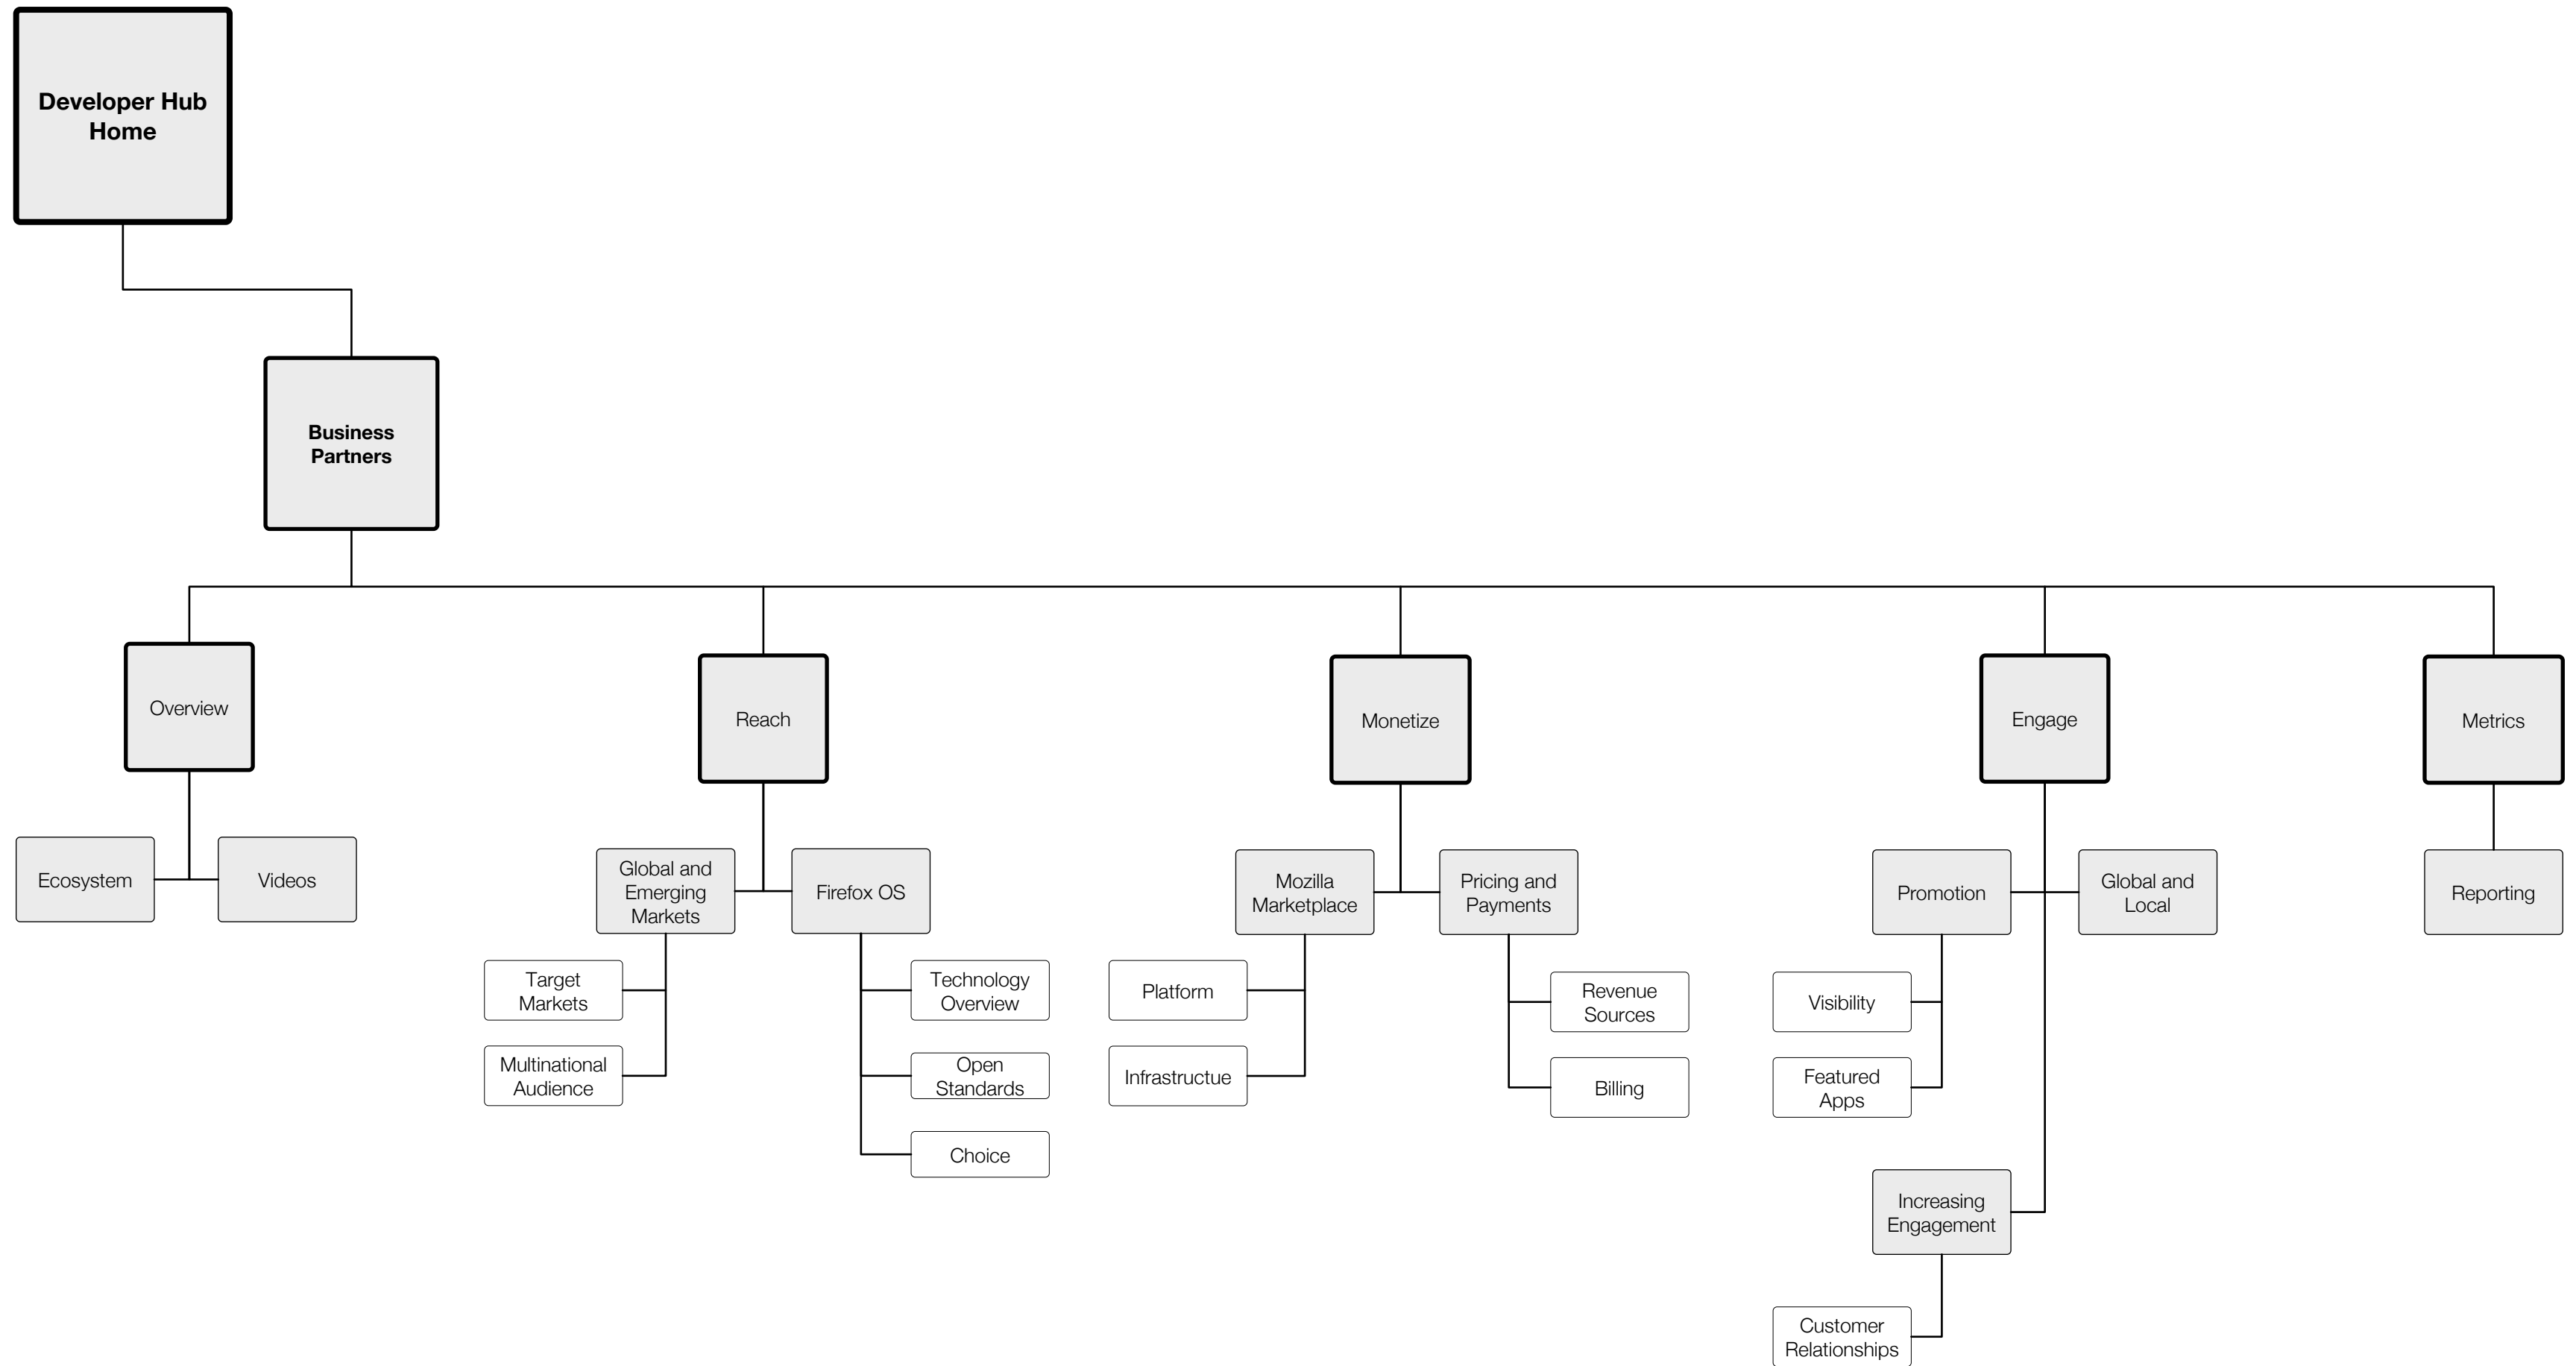 Developer Hub
Home
Business
Partners
Overview
Reach
Monetize
Engage
Metrics
Ecosystem
Videos
Global and
Emerging
Markets
Firefox OS
Mozilla
Marketplace
Pricing and
Payments
Promotion
Global and
Local
Reporting
Target
Markets
Multinational
Audience
Technology
Overview
Open
Standards
Choice
Platform
Infrastructue
Revenue
Sources
Billing
Visibility
Featured
Apps
Increasing
Engagement
Customer
Relationships